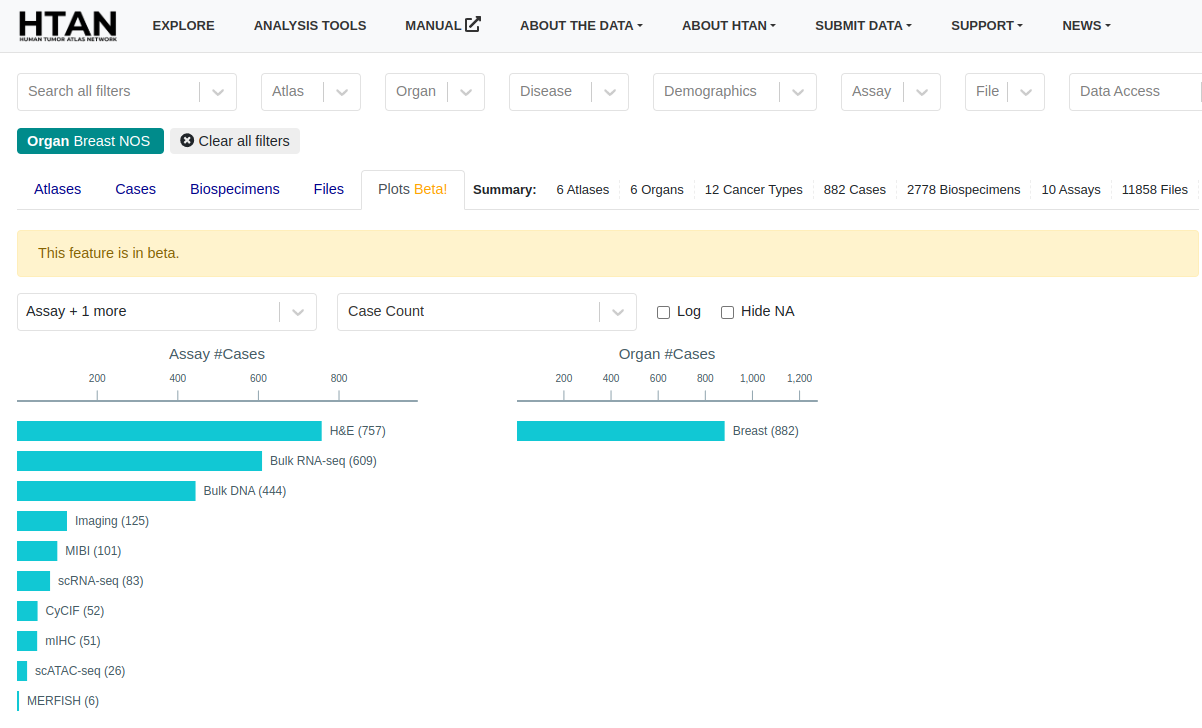 HTAN
HUMAN TUMOR ATLAS NETWORK
EXPLORE ANALYSIS TOOLS MANUAL ABOUT THE DATA ABOUT HTAN SUBMIT DATA SUPPORT NEWS
Search all filters Atlas Organ Disease Demographics Assay File Data Access
Organ Breast NOS Clear all filters
Atlases Cases Biospecimens Files Plots Beta! Summary: 6 Atlases 6 Organs 12 Cancer Types 882 Cases 2778 Biospecimens 10 Assays 11858 Files
This feature is in beta.
Assay + 1 more Case Count Log Hide NA
Assay #Cases Organ #Cases
200 400 600 800 200 400 600 800 1,000 1,200
H&E (757) Breast (882)
Bulk RNA-seq (609)
Bulk DNA (444)
Imaging (125)
MIBI (101)
scRNA-seq (83)
CyCIF (52)
mIHC (51)
scATAC-seq (26)
MERFISH (6)